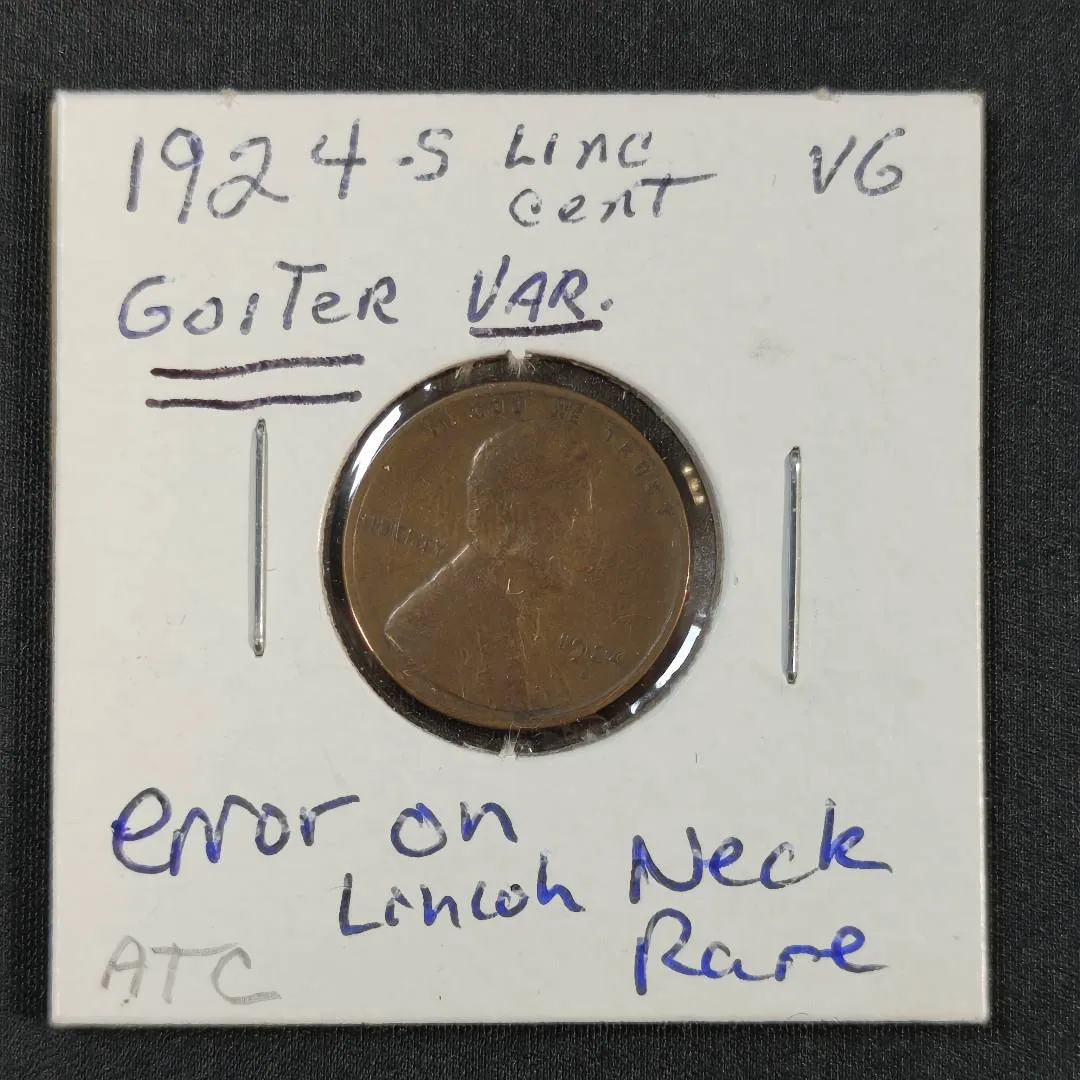 1924-S Linc cent VG
GOITER VAR.
IN GOD WE TRUST
LIBERTY
1924
S
error on Lincoln Neck
Rare
ATC